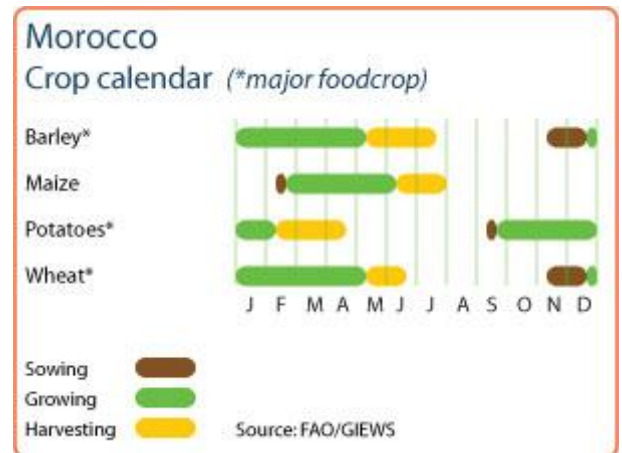 Morocco
Crop calendar (*major foodcrop)
Barley*
Maize
Potatoes*
Wheat*
J F M A M J J A S O N D
Sowing
Growing
Harvesting
Source: FAO/GIEWS